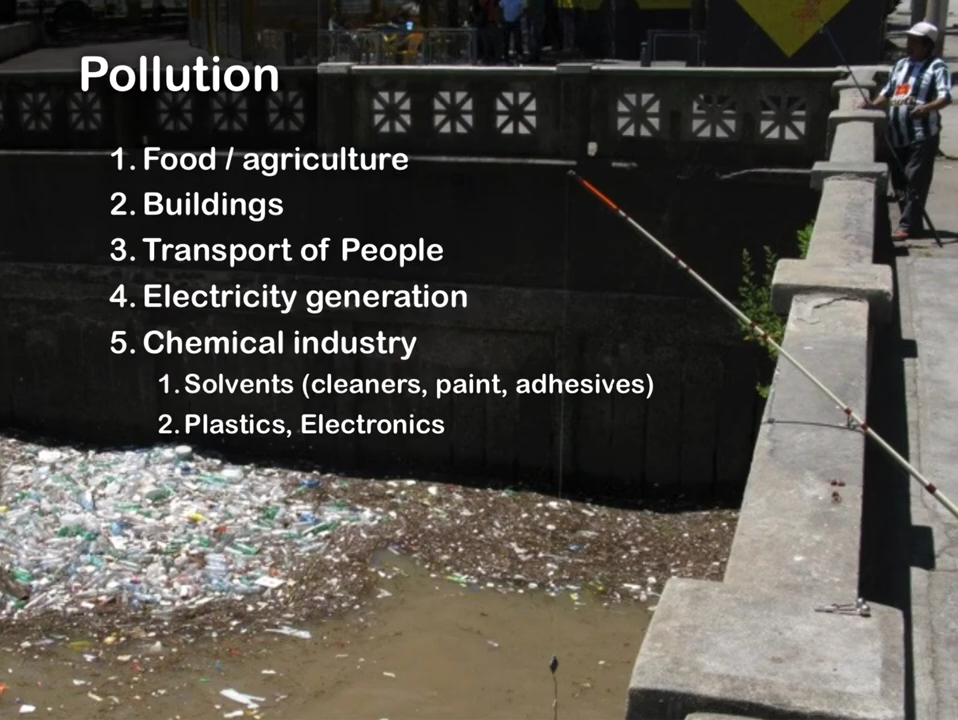 Pollution
1. Food / agriculture
2. Buildings
3. Transport of People
4. Electricity generation
5. Chemical industry
1. Solvents (cleaners, paint, adhesives)
2. Plastics, Electronics